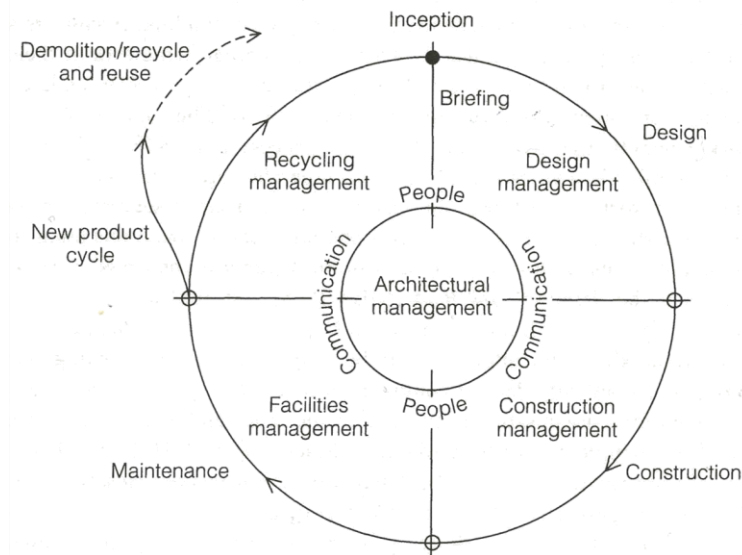 Inception
Demolition/recycle
and reuse
Briefing
Design
Recycling
management
Design
management
People
New product
cycle
Communication
Architectural
management
Communication
People
Facilities
management
Construction
management
Maintenance
Construction